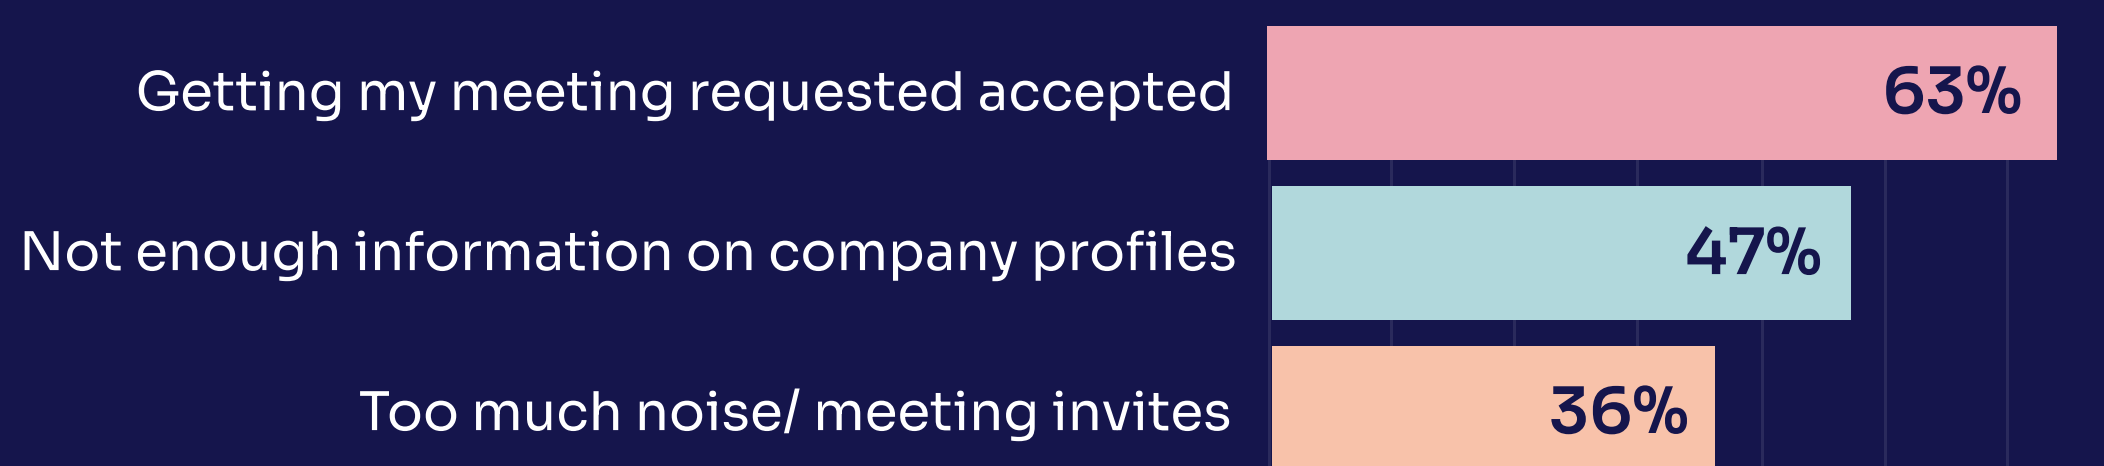 Getting my meeting requested accepted 63%
Not enough information on company profiles 47%
Too much noise/ meeting invites 36%